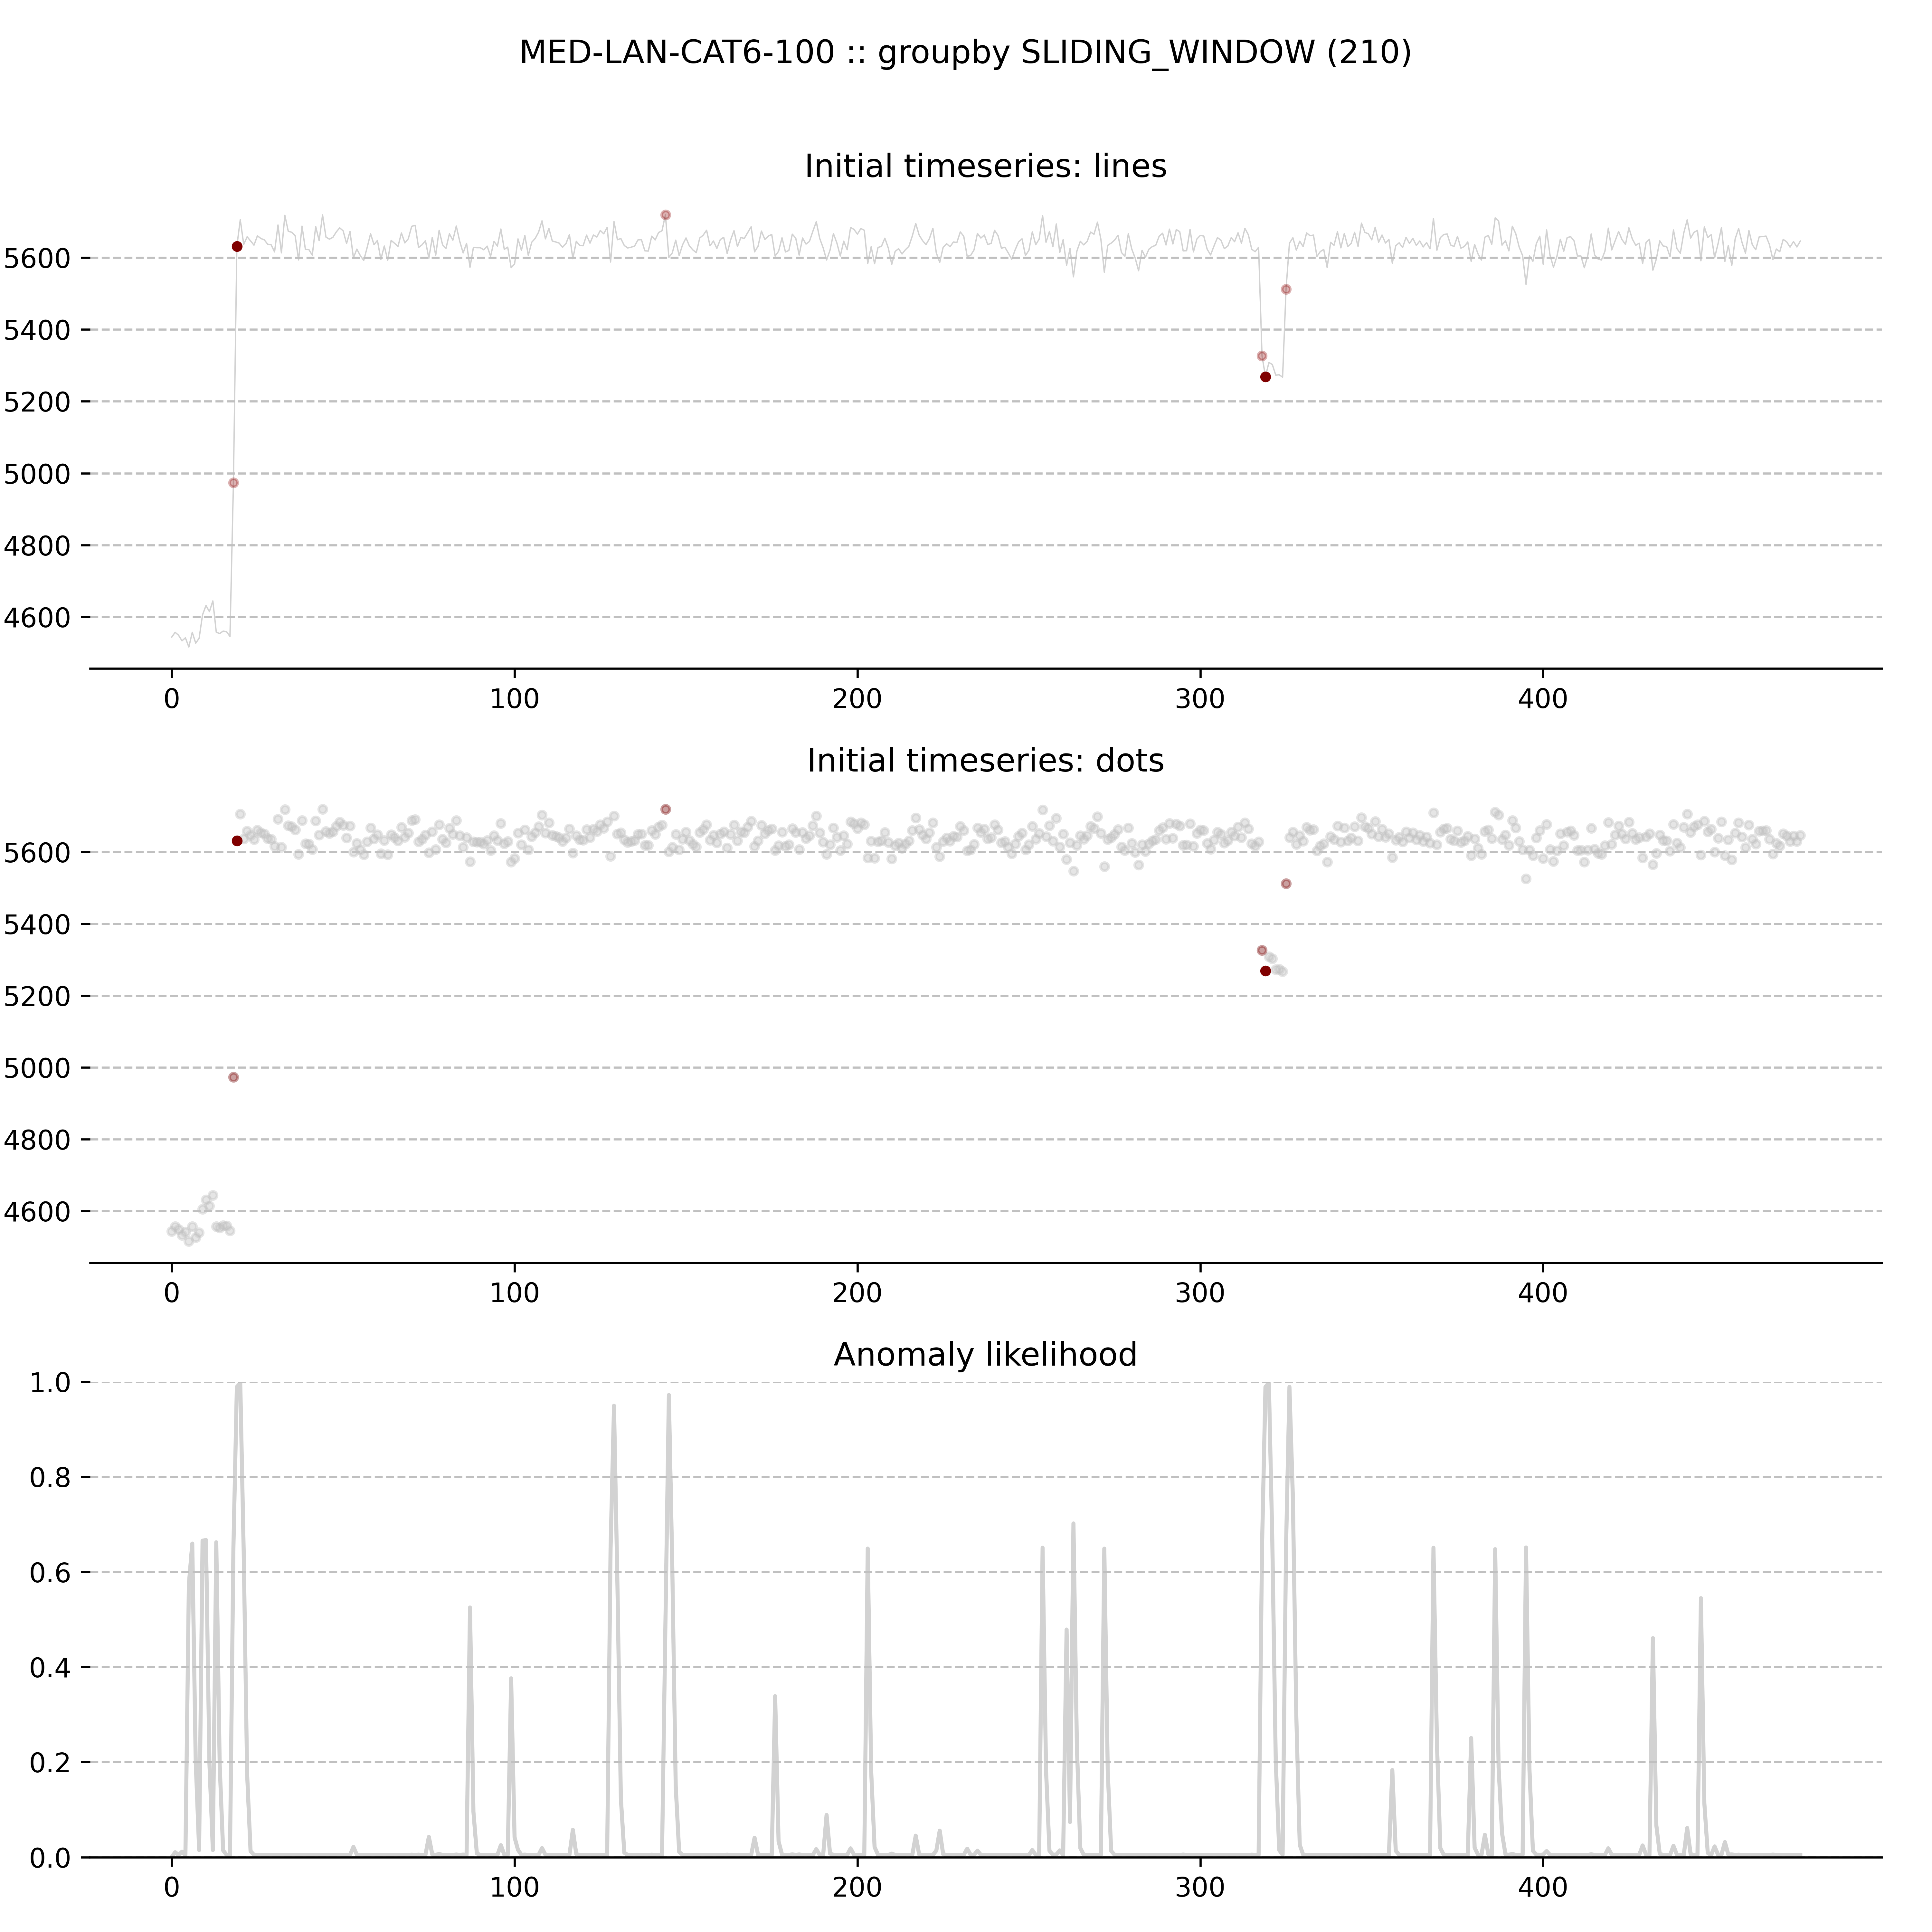 MED-LAN-CAT6-100 :: groupby SLIDING_WINDOW (210)
Initial timeseries: lines
5600
5400
5200
5000
4800
4600
0 100 200 300 400
Initial timeseries: dots
5600
5400
5200
5000
4800
4600
0 100 200 300 400
Anomaly likelihood
1.0
0.8
0.6
0.4
0.2
0.0
0 100 200 300 400